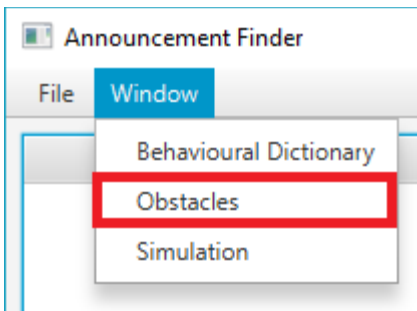 Announcement Finder
File Window
Behavioural Dictionary
Obstacles
Simulation